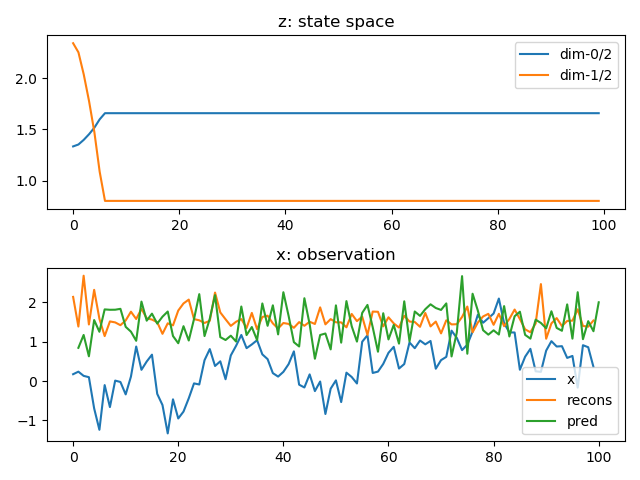 z: state space
2.0
1.5
1.0
dim-0/2
dim-1/2
0 20 40 60 80 100
x: observation
2
1
0
−1
x
recons
pred
0 20 40 60 80 100